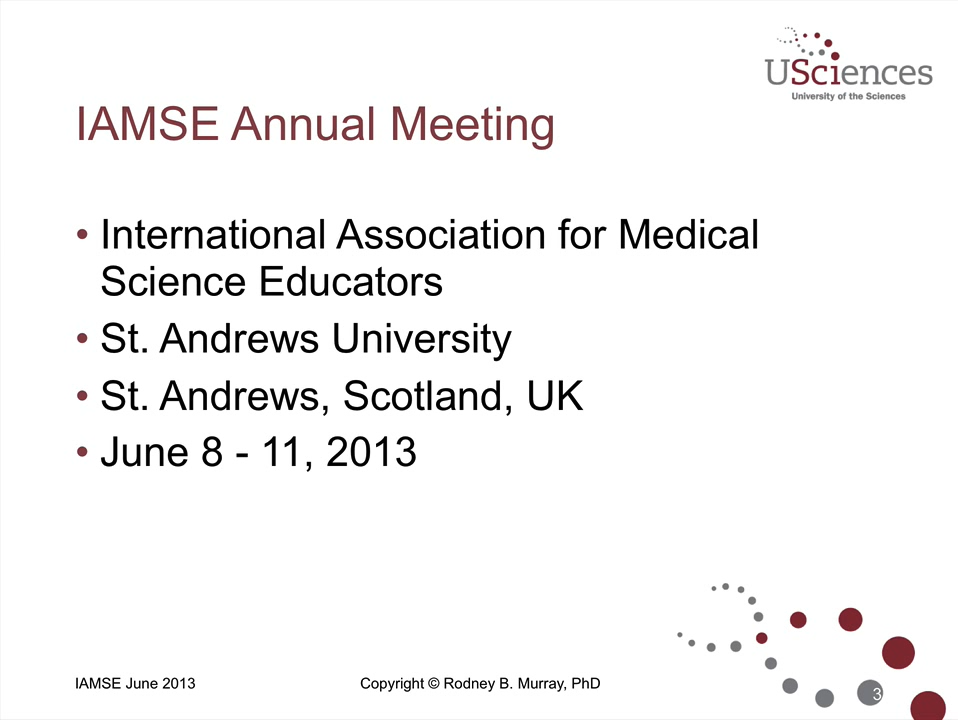 USciences
University of the Sciences
IAMSE Annual Meeting
• International Association for Medical
Science Educators
• St. Andrews University
• St. Andrews, Scotland, UK
• June 8 - 11, 2013
IAMSE June 2013
Copyright © Rodney B. Murray, PhD
3